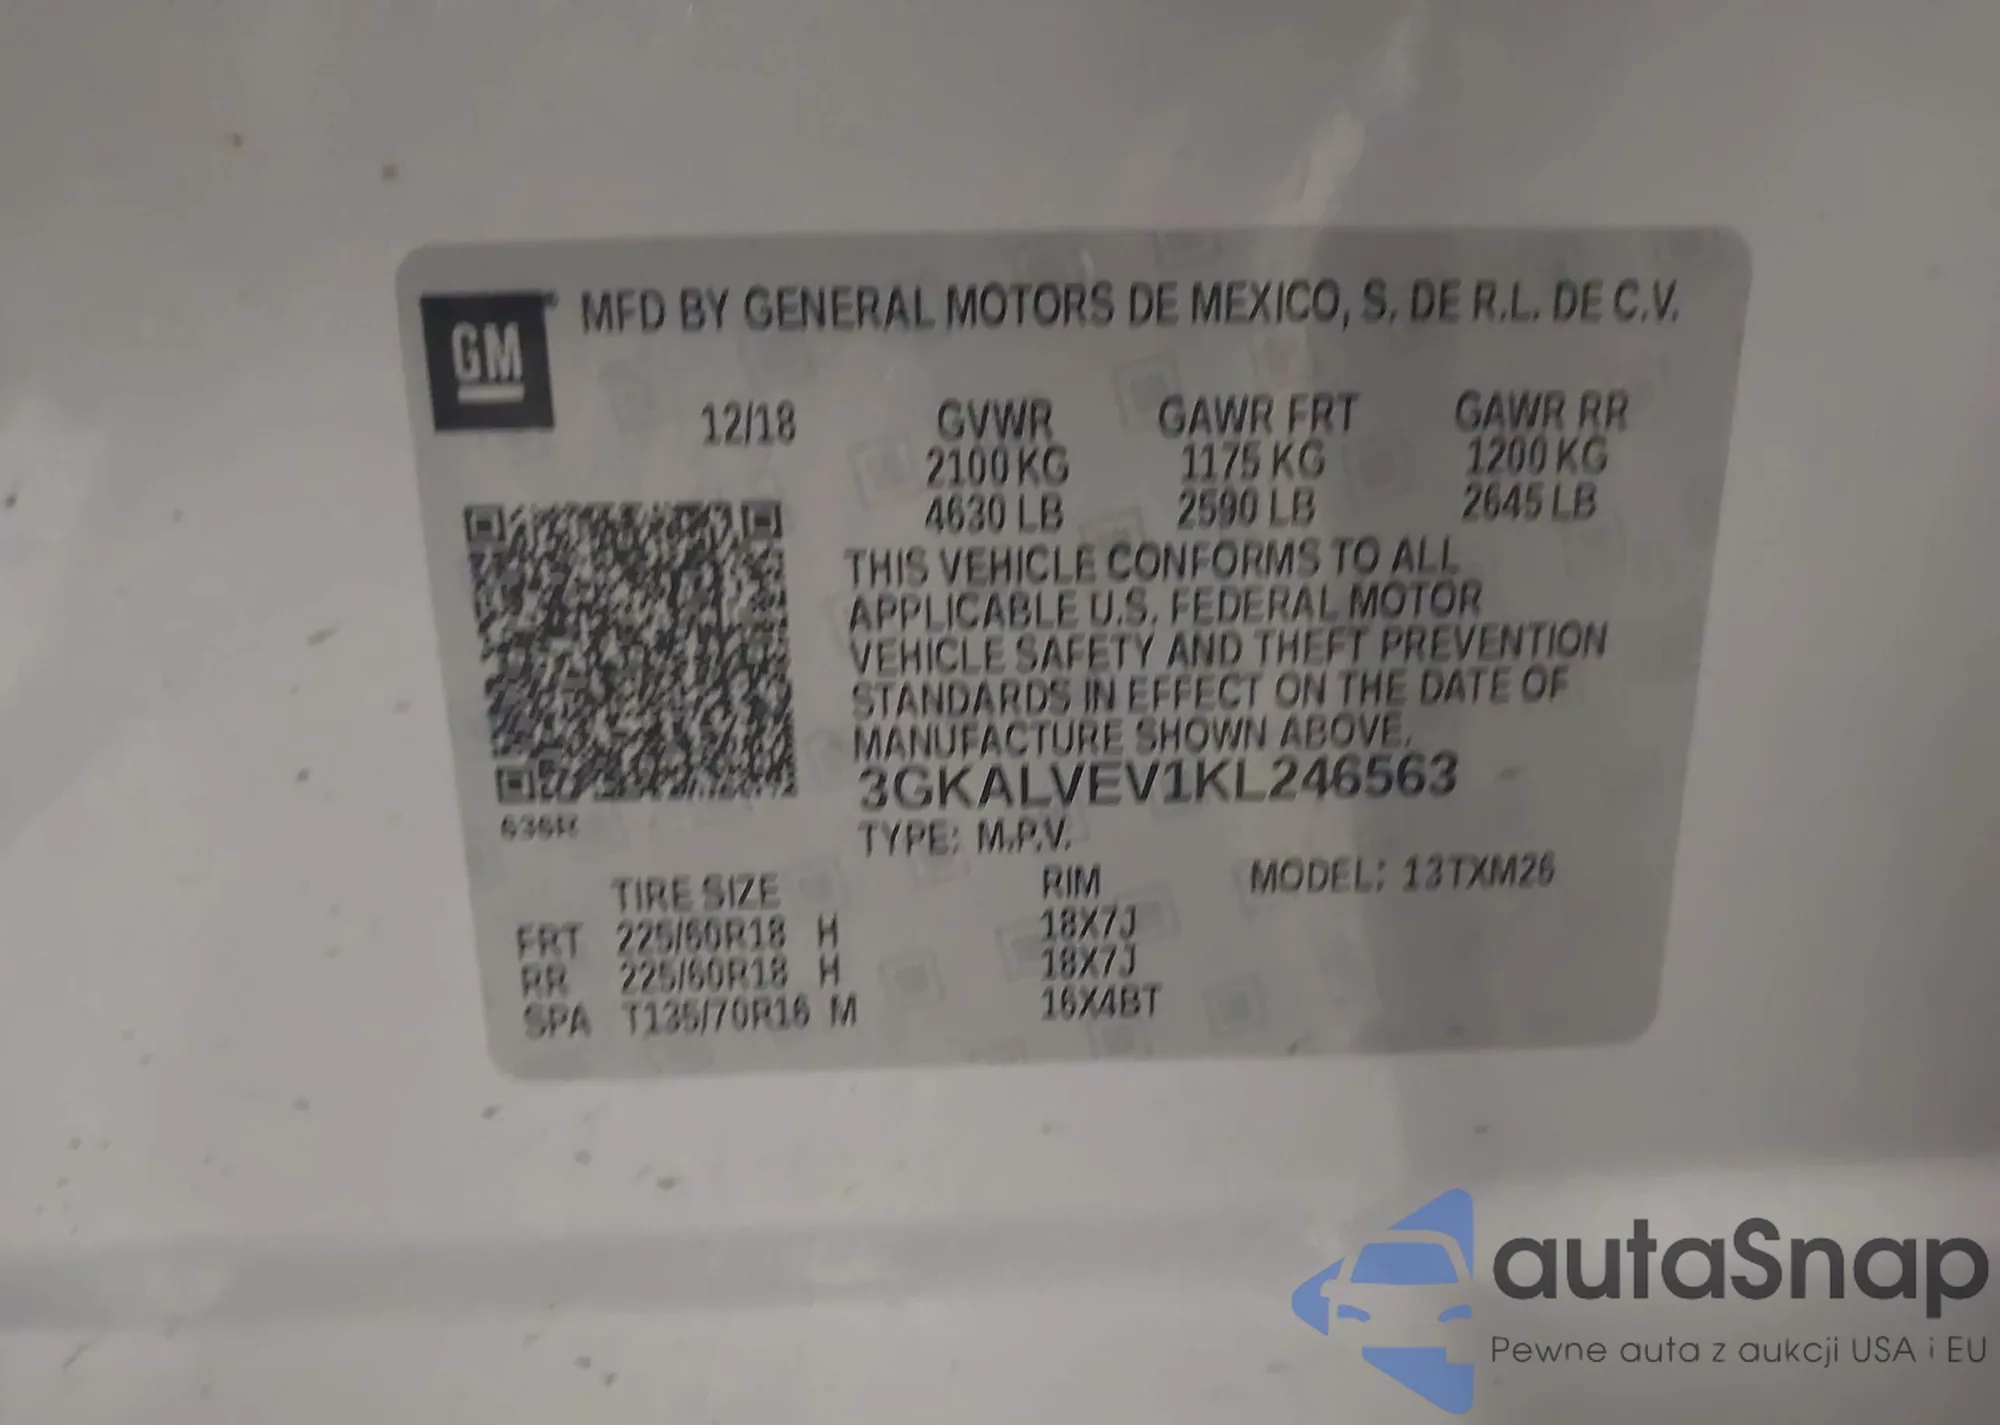 GM
MFD BY GENERAL MOTORS DE MEXICO, S. DE R.L. DE C.V.
12/18 GVWR GAWR FRT GAWR RR
2100 KG 1175 KG 1200 KG
4630 LB 2590 LB 2645 LB
THIS VEHICLE CONFORMS TO ALL
APPLICABLE U.S. FEDERAL MOTOR
VEHICLE SAFETY AND THEFT PREVENTION
STANDARDS IN EFFECT ON THE DATE OF
MANUFACTURE SHOWN ABOVE.
3GKALVEV1KL246563
TYPE: M.P.V.
TIRE SIZE RIM MODEL: 13TXM26
FRT 225/60R18 H 18X7J
RR 225/60R18 H 18X7J
SPA T135/70R16 M 16X4BT
autaSnap
Pewne auta z aukcji USA i EU